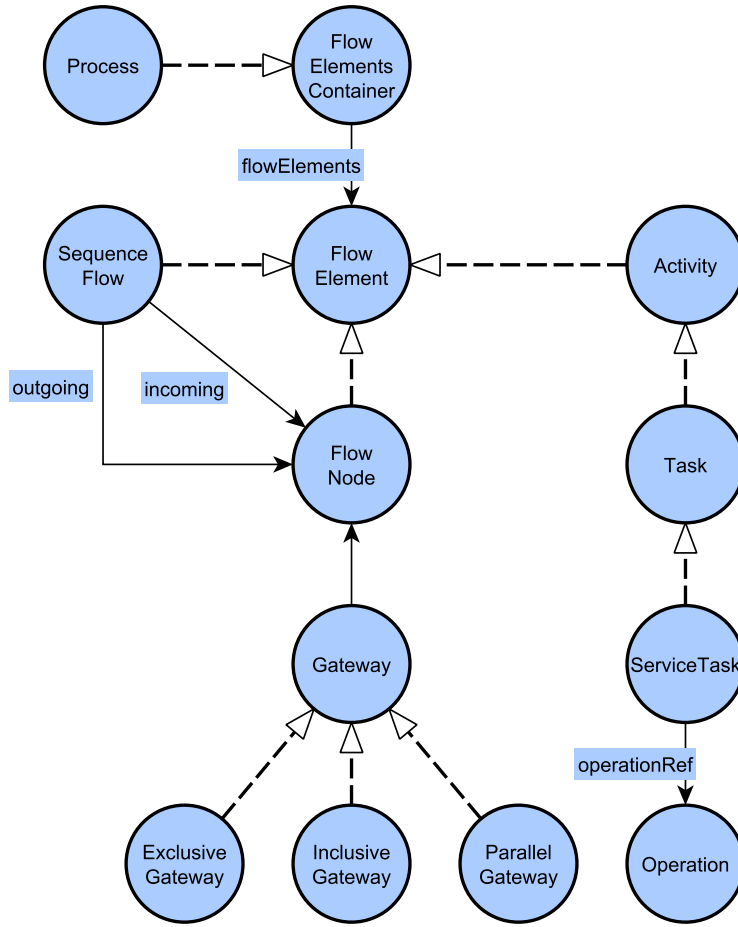 Process
Flow
Elements
Container
flowElements
Sequence
Flow
Flow
Element
Activity
outgoing
incoming
Flow
Node
Task
Gateway
ServiceTask
operationRef
Exclusive
Gateway
Inclusive
Gateway
Parallel
Gateway
Operation